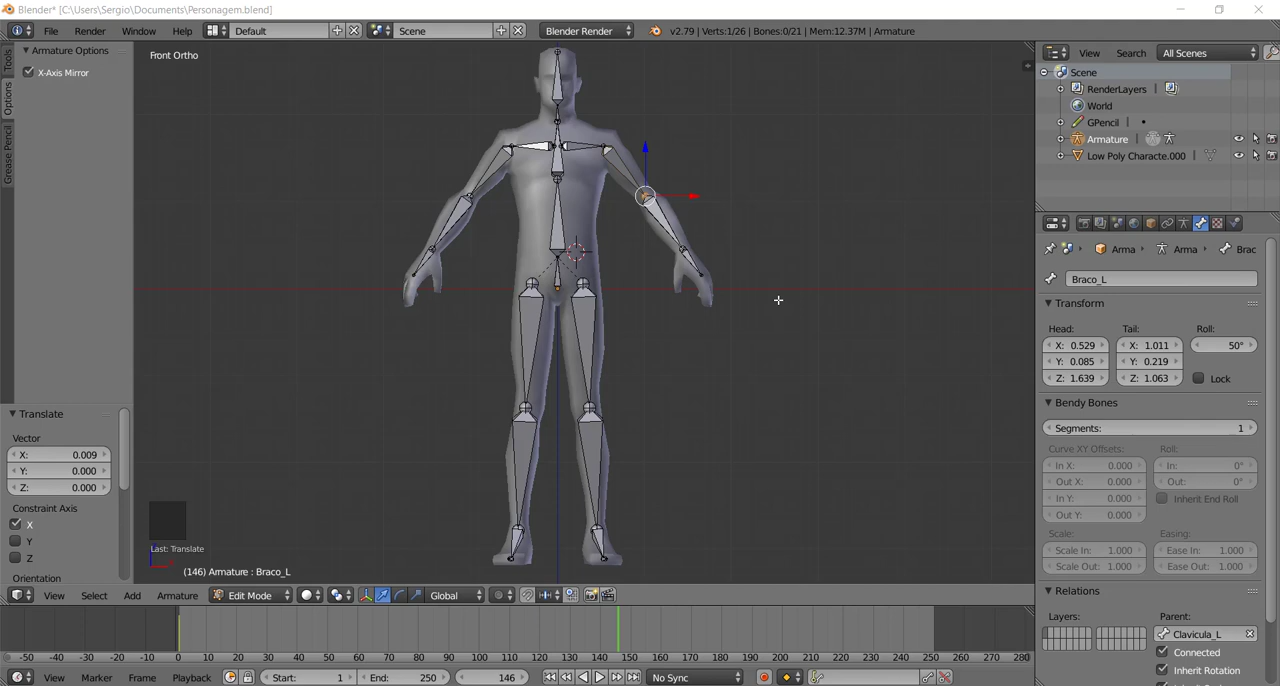 Blender* [C:\Users\Sergio\Documents\Personagem.blend]
File Render Window Help Default Scene Blender Render v2.79 | Verts:1/26 | Bones:0/21 | Mem:12.37M | Armature
Armature Options
X-Axis Mirror
Tools
Options
Grease Pencil
Front Ortho
Translate
Vector
X: 0.009
Y: 0.000
Z: 0.000
Constraint Axis
X
Y
Z
Orientation
Last: Translate
(146) Armature : Braco_L
View Select Add Armature Edit Mode Global
View Search All Scenes
Scene
RenderLayers
World
GPencil
Armature
Low Poly Characte.000
Arma Arma Brac
Braco_L
Transform
Head: Tail: Roll:
X: 0.529 X: 1.011 50°
Y: 0.085 Y: 0.219
Z: 1.639 Z: 1.063 Lock
Bendy Bones
Segments: 1
Curve XY Offsets: Roll:
In X: 0.000 In: 0°
Out X: 0.000 Out: 0°
In Y: 0.000 Inherit End Roll
Out Y: 0.000
Scale: Easing:
Scale In: 1.000 Ease In: 1.000
Scale Out: 1.000 Ease Out: 1.000
Relations
Layers: Parent:
Clavicula_L
Connected
Inherit Rotation
-50 -40 -30 -20 -10 0 10 20 30 40 50 60 70 80 90 100 110 120 130 140 150 160 170 180 190 200 210 220 230 240 250 260 270 280
View Marker Frame Playback Start: 1 End: 250 146 No Sync